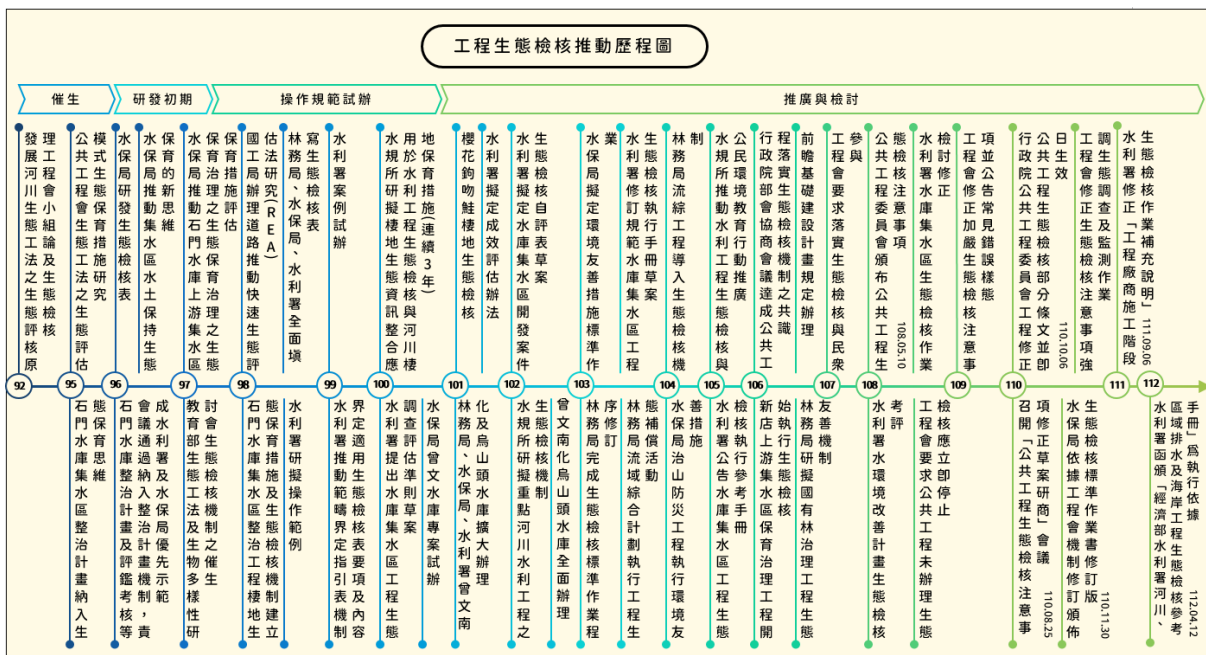 工程生態檢核推動歷程圖
催生
研發初期
操作規範試辦
推廣與檢討
發展河川生態工法之生態評核原
理工程會小組論及生態檢核
公共工程會生態工法之生態評估
模式生態保育措施研究
水保局研發生態檢核表
水保局推動集水區水土保持生態
保育的新思維
水保局推動石門水庫上游集水區
保育治理之生態保育治理之生態
保育措施評估
國工局辦理道路推動快速生態評
估法研究(REA)
林務局、水保局、水利署全面填
寫生態檢核表
水利署案例試辦
水規所研擬棲地生態資訊整合應
用於水利工程生態檢核與河川棲
地保育措施(連續3年)
櫻花鉤吻鮭棲地生態檢核
水利署擬定成效評估辦法
水利署擬定水庫集水區開發案件
生態檢核自評表草案
水保局擬定環境友善措施標準作
業
水利署修訂規範水庫集水區工程
生態檢核執行手冊草案
林務局流綜工程導入生態檢核機
制
水規所推動水利工程生態檢核與
公民環境教育行動推廣
行政院部會協商會議達成公共工
程落實生態檢核機制之共識
前瞻基礎建設計畫規定辦理
工程會要求落實生態檢核與民眾
參與
公共工程委員會頒布公共工程生
態檢核注意事項 108.05.10
水利署水庫集水區生態檢核作業
檢討修正
工程會修正加嚴生態檢核注意事
項並公告常見錯誤樣態
行政院公共工程委員會工程修正
公共工程生態檢核部分條文並即
日生效 110.10.06
工程會修正生態檢核注意事項強
調生態調查及監測作業
水利署修正「工程廠商施工階段
生態檢核作業補充說明」111.09.06
92 95 96 97 98 99 100 101 102 103 104 105 106 107 108 109 110 111 112
石門水庫集水區整治計畫納入生
態保育思維
石門水庫整治計畫及評鑑考核等
會議通過納入整治計畫機制，責
成水利署及水保局優先示範
教育部生態工法及生物多樣性研
討會生態檢核機制之催生
石門水庫集水區整治工程棲地生
態保育措施及生態檢核機制建立
水利署研擬操作範例
水利署推動範疇界定指引表機制
界定適用生態檢核表要項及內容
水利署提出水庫集水區工程生態
調查評估準則草案
水保局曾文水庫專案試辦
林務局、水保局、水利署曾文南
化及烏山頭水庫擴大辦理
水規所研擬重點河川水利工程之
生態檢核機制
曾文南化烏山頭水庫全面辦理
林務局完成生態檢核標準作業程
序修訂
林務局流域綜合計劃執行工程生
態補償活動
水保局治山防災工程執行環境友
善措施
水利署公告水庫集水區工程生態
檢核執行參考手冊
新店上游集水區保育治理工程開
始執行生態檢核
林務局研擬國有林治理工程生態
友善機制
水利署水環境改善計畫生態檢核
考評
工程會要求公共工程未辦理生態
檢核應立即停止
召開「公共工程生態檢核注意事
項修正草案研商」會議 110.08.25
水保局依據工程會機制修訂頒佈
生態檢核標準作業書修訂版 110.11.30
水利署函頒「經濟部水利署河川、
區域排水及海岸工程生態檢核參考
手冊」為執行依據 112.04.12